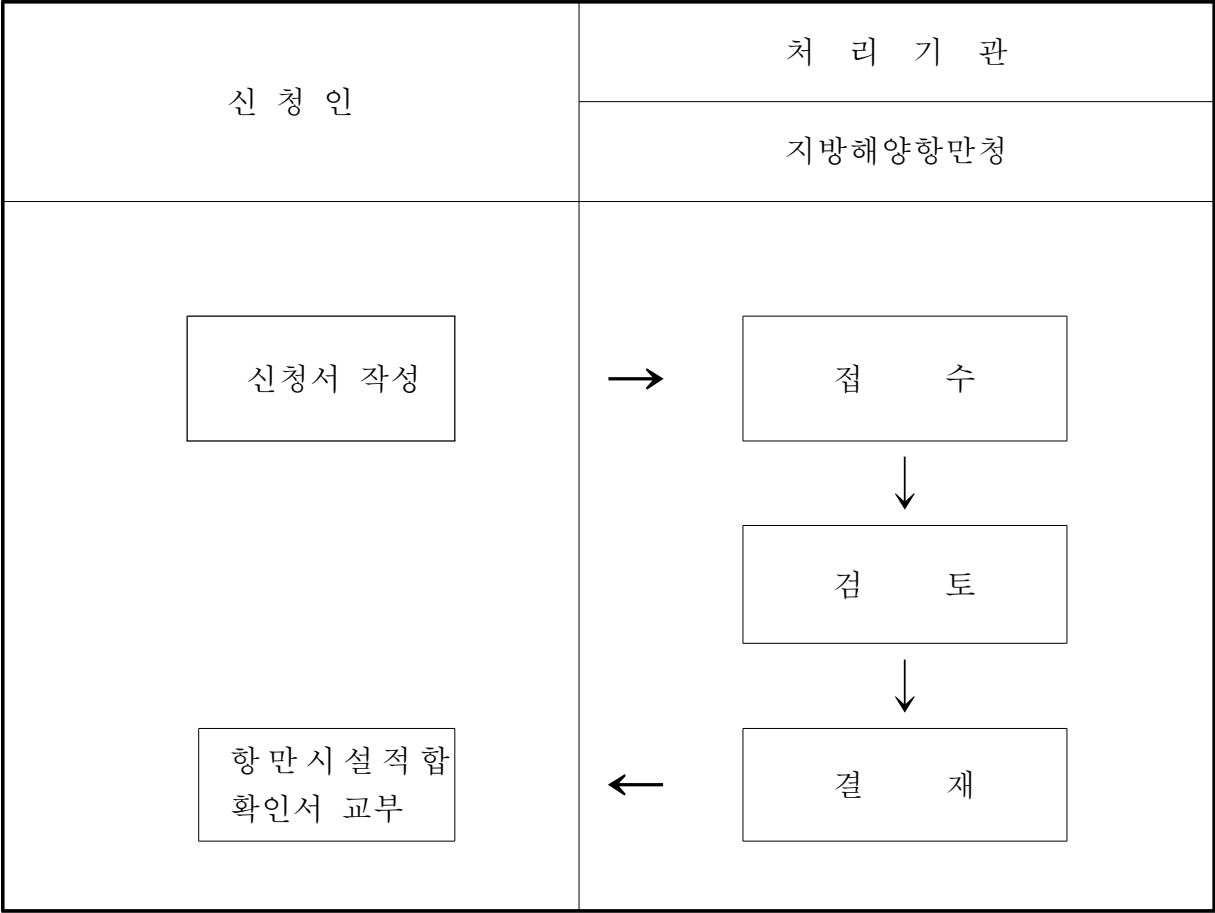 신 청 인
처 리 기 관
지방해양항만청
신청서 작성
→
접 수
↓
검 토
↓
결 재
←
항만시설적합
확인서 교부